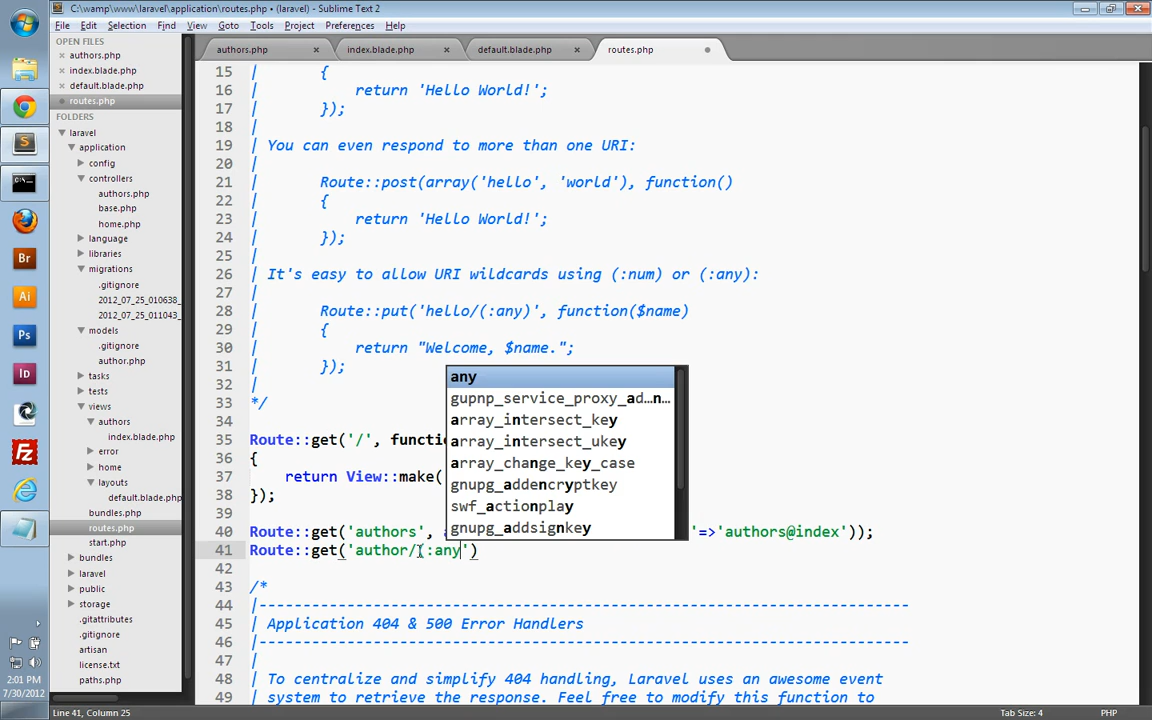 C:\wamp\www\laravel\application\routes.php • (laravel) - Sublime Text 2
File Edit Selection Find View Goto Tools Project Preferences Help
OPEN FILES
authors.php
index.blade.php
default.blade.php
routes.php
FOLDERS
laravel
application
config
controllers
authors.php
base.php
home.php
language
libraries
migrations
.gitignore
2012_07_25_010638_
2012_07_25_011043_
models
.gitignore
author.php
tasks
tests
views
authors
index.blade.php
error
home
layouts
default.blade.php
bundles.php
routes.php
start.php
bundles
laravel
public
storage
.gitattributes
.gitignore
artisan
license.txt
paths.php
authors.php × index.blade.php × default.blade.php × routes.php
15 | {
16 | return 'Hello World!';
17 | });
18 |
19 | You can even respond to more than one URI:
20 |
21 | Route::post(array('hello', 'world'), function()
22 | {
23 | return 'Hello World!';
24 | });
25 |
26 | It's easy to allow URI wildcards using (:num) or (:any):
27 |
28 | Route::put('hello/(:any)', function($name)
29 | {
30 | return "Welcome, $name.";
31 | });
32 |
33 */
34
35 Route::get('/', functio
36 {
37 return View::make(
38 });
39
40 Route::get('authors', a '=>'authors@index'));
41 Route::get('author/(:any')
42
43 /*
44 |--------------------------------------------------------------------------
45 | Application 404 & 500 Error Handlers
46 |--------------------------------------------------------------------------
47 |
48 | To centralize and simplify 404 handling, Laravel uses an awesome event
49 | system to retrieve the response. Feel free to modify this function to
any
gupnp_service_proxy_ad…n…
array_intersect_key
array_intersect_ukey
array_change_key_case
gnupg_addencryptkey
swf_actionplay
gnupg_addsignkey
Br
Ai
Ps
Id
Fz
2:01 PM
7/30/2012
Line 41, Column 25 Tab Size: 4 PHP